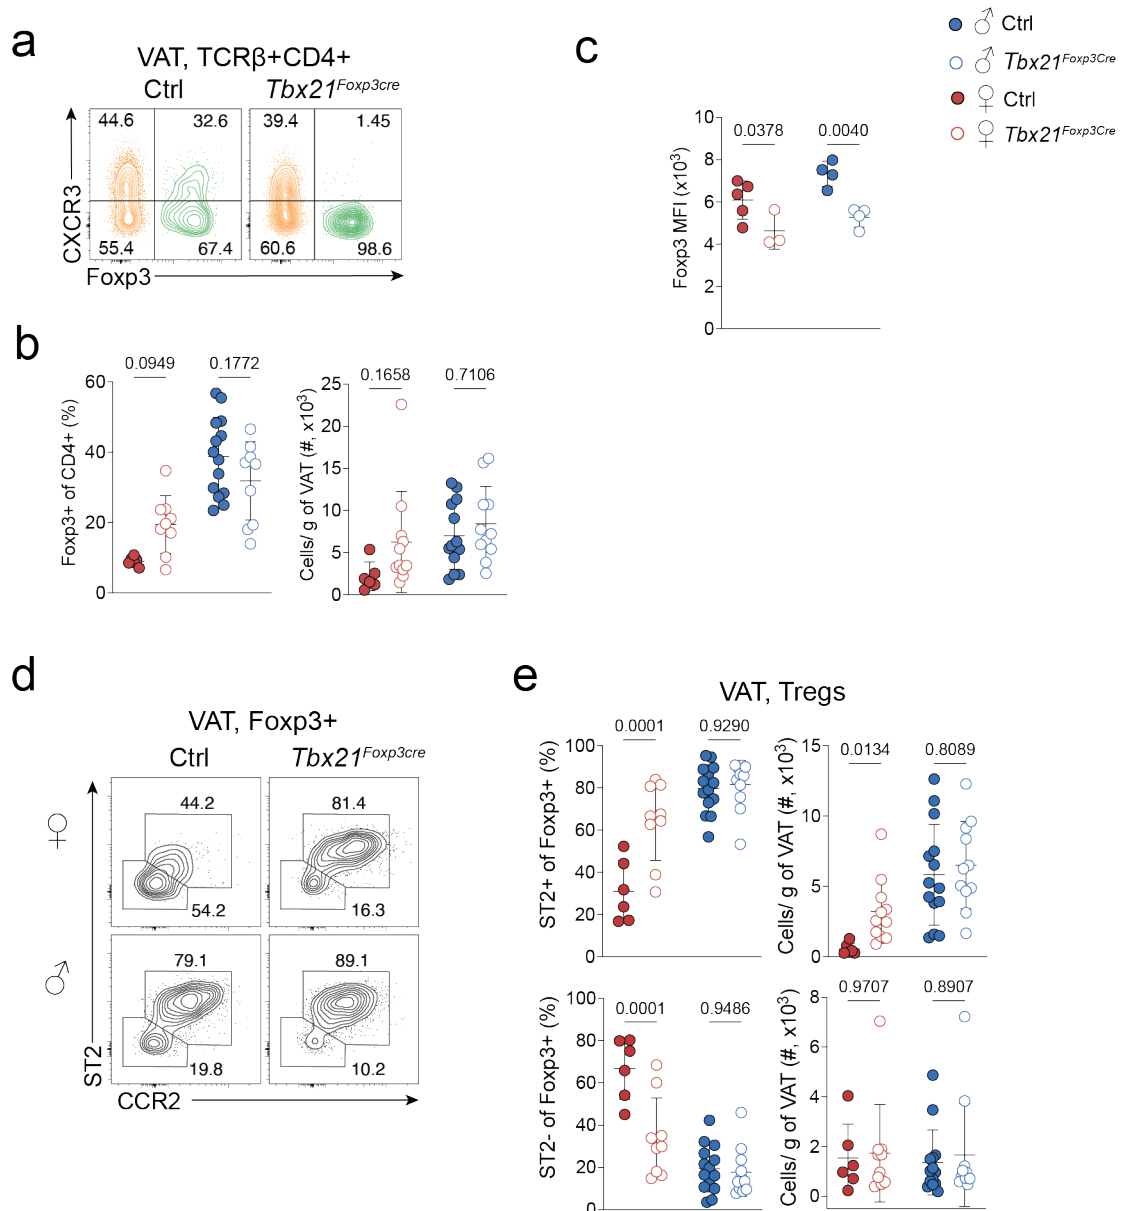 a
VAT, TCRβ+CD4+
Ctrl
Tbx21Foxp3cre
44.6
32.6
39.4
1.45
55.4
67.4
60.6
98.6
CXCR3
Foxp3
c
♂ Ctrl
♂ Tbx21Foxp3Cre
♀ Ctrl
♀ Tbx21Foxp3Cre
0.0378
0.0040
Foxp3 MFI (x10³)
10
8
6
4
2
0
b
0.0949
0.1772
Foxp3+ of CD4+ (%)
60
40
20
0
0.1658
0.7106
Cells/ g of VAT (#, x10³)
25
20
15
10
5
0
d
VAT, Foxp3+
Ctrl
Tbx21Foxp3cre
♀
44.2
81.4
54.2
16.3
♂
79.1
89.1
19.8
10.2
ST2
CCR2
e
VAT, Tregs
0.0001
0.9290
ST2+ of Foxp3+ (%)
100
80
60
40
20
0
0.0134
0.8089
Cells/ g of VAT (#, x10³)
15
10
5
0
0.0001
0.9486
ST2- of Foxp3+ (%)
100
80
60
40
20
0
0.9707
0.8907
Cells/ g of VAT (#, x10³)
8
6
4
2
0